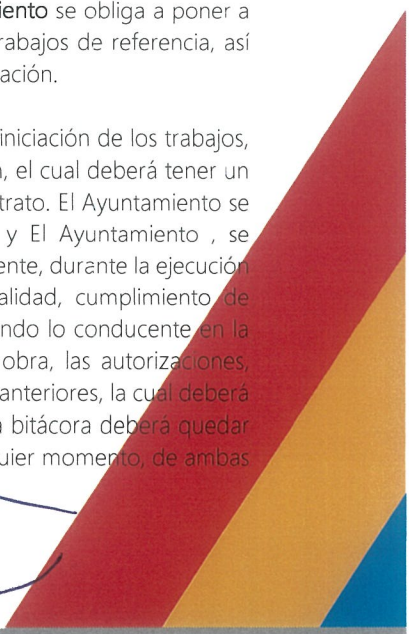 iento se obliga a poner a
rabajos de referencia, así
ación.
iniciación de los trabajos,
, el cual deberá tener un
trato. El Ayuntamiento se
y El Ayuntamiento , se
ente, durante la ejecución
alidad, cumplimiento de
ndo lo conducente en la
obra, las autorizaciones,
anteriores, la cual deberá
bitácora deberá quedar
uier momento, de ambas